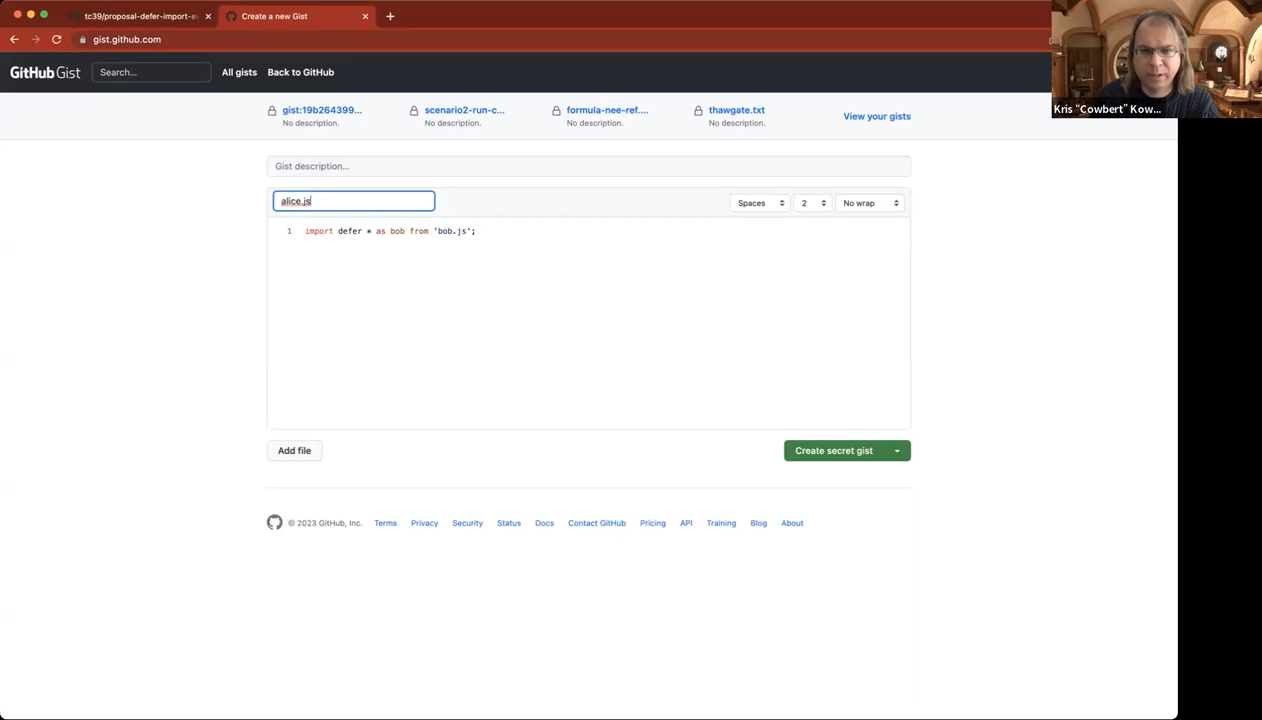 tc39/proposal-defer-import-ev
Create a new Gist
gist.github.com
GitHub Gist
Search...
All gists
Back to GitHub
Kris "Cowbert" Kow...
gist:19b264399...
No description.
scenario2-run-c...
No description.
formula-nee-ref....
No description.
thawgate.txt
No description.
View your gists
Gist description...
alice.js
Spaces
2
No wrap
1 import defer * as bob from 'bob.js';
Add file
Create secret gist
© 2023 GitHub, Inc. Terms Privacy Security Status Docs Contact GitHub Pricing API Training Blog About